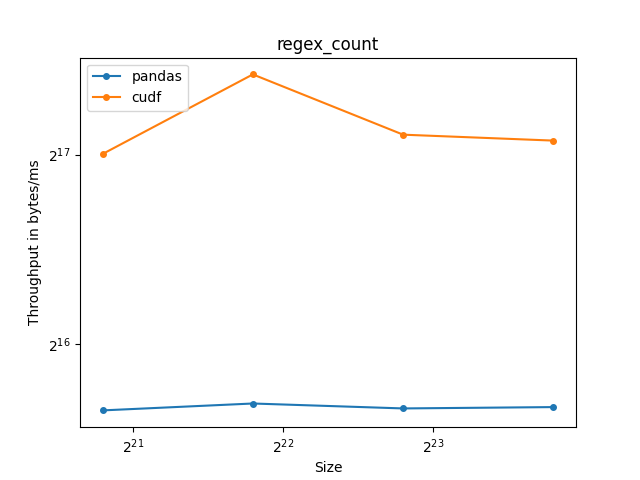 regex_count
pandas
cudf
Throughput in bytes/ms
2^17
2^16
2^21 2^22 2^23
Size